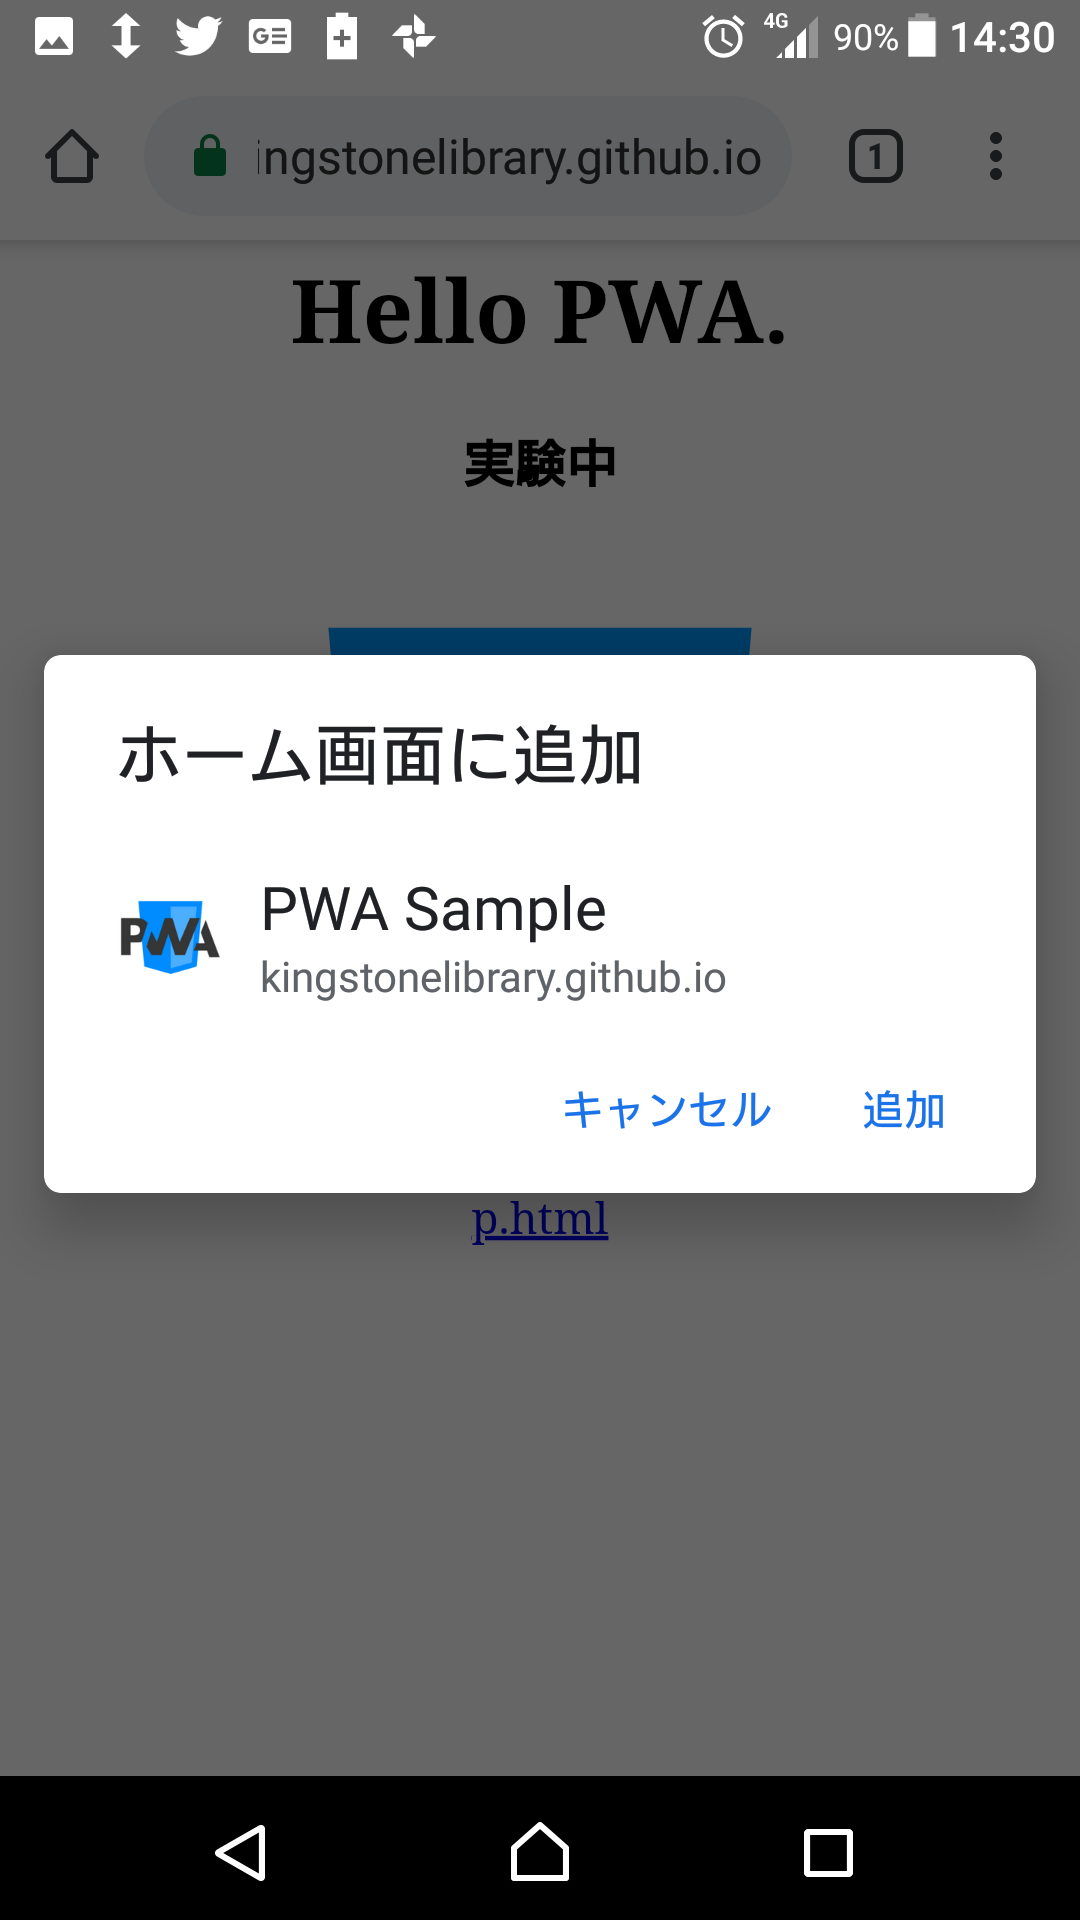 4G 90% 14:30
ingstonelibrary.github.io 1
Hello PWA.
実験中
ホーム画面に追加
PWA
PWA Sample
kingstonelibrary.github.io
キャンセル 追加
p.html